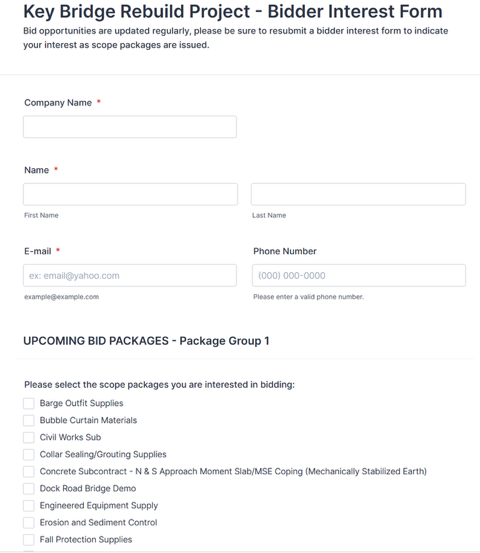 Key Bridge Rebuild Project - Bidder Interest Form
Bid opportunities are updated regularly, please be sure to resubmit a bidder interest form to indicate
your interest as scope packages are issued.
Company Name *
Name *
First Name
Last Name
E-mail *
Phone Number
ex: email@yahoo.com
(000) 000-0000
example@example.com
Please enter a valid phone number.
UPCOMING BID PACKAGES - Package Group 1
Please select the scope packages you are interested in bidding:
Barge Outfit Supplies
Bubble Curtain Materials
Civil Works Sub
Collar Sealing/Grouting Supplies
Concrete Subcontract - N & S Approach Moment Slab/MSE Coping (Mechanically Stabilized Earth)
Dock Road Bridge Demo
Engineered Equipment Supply
Erosion and Sediment Control
Fall Protection Supplies